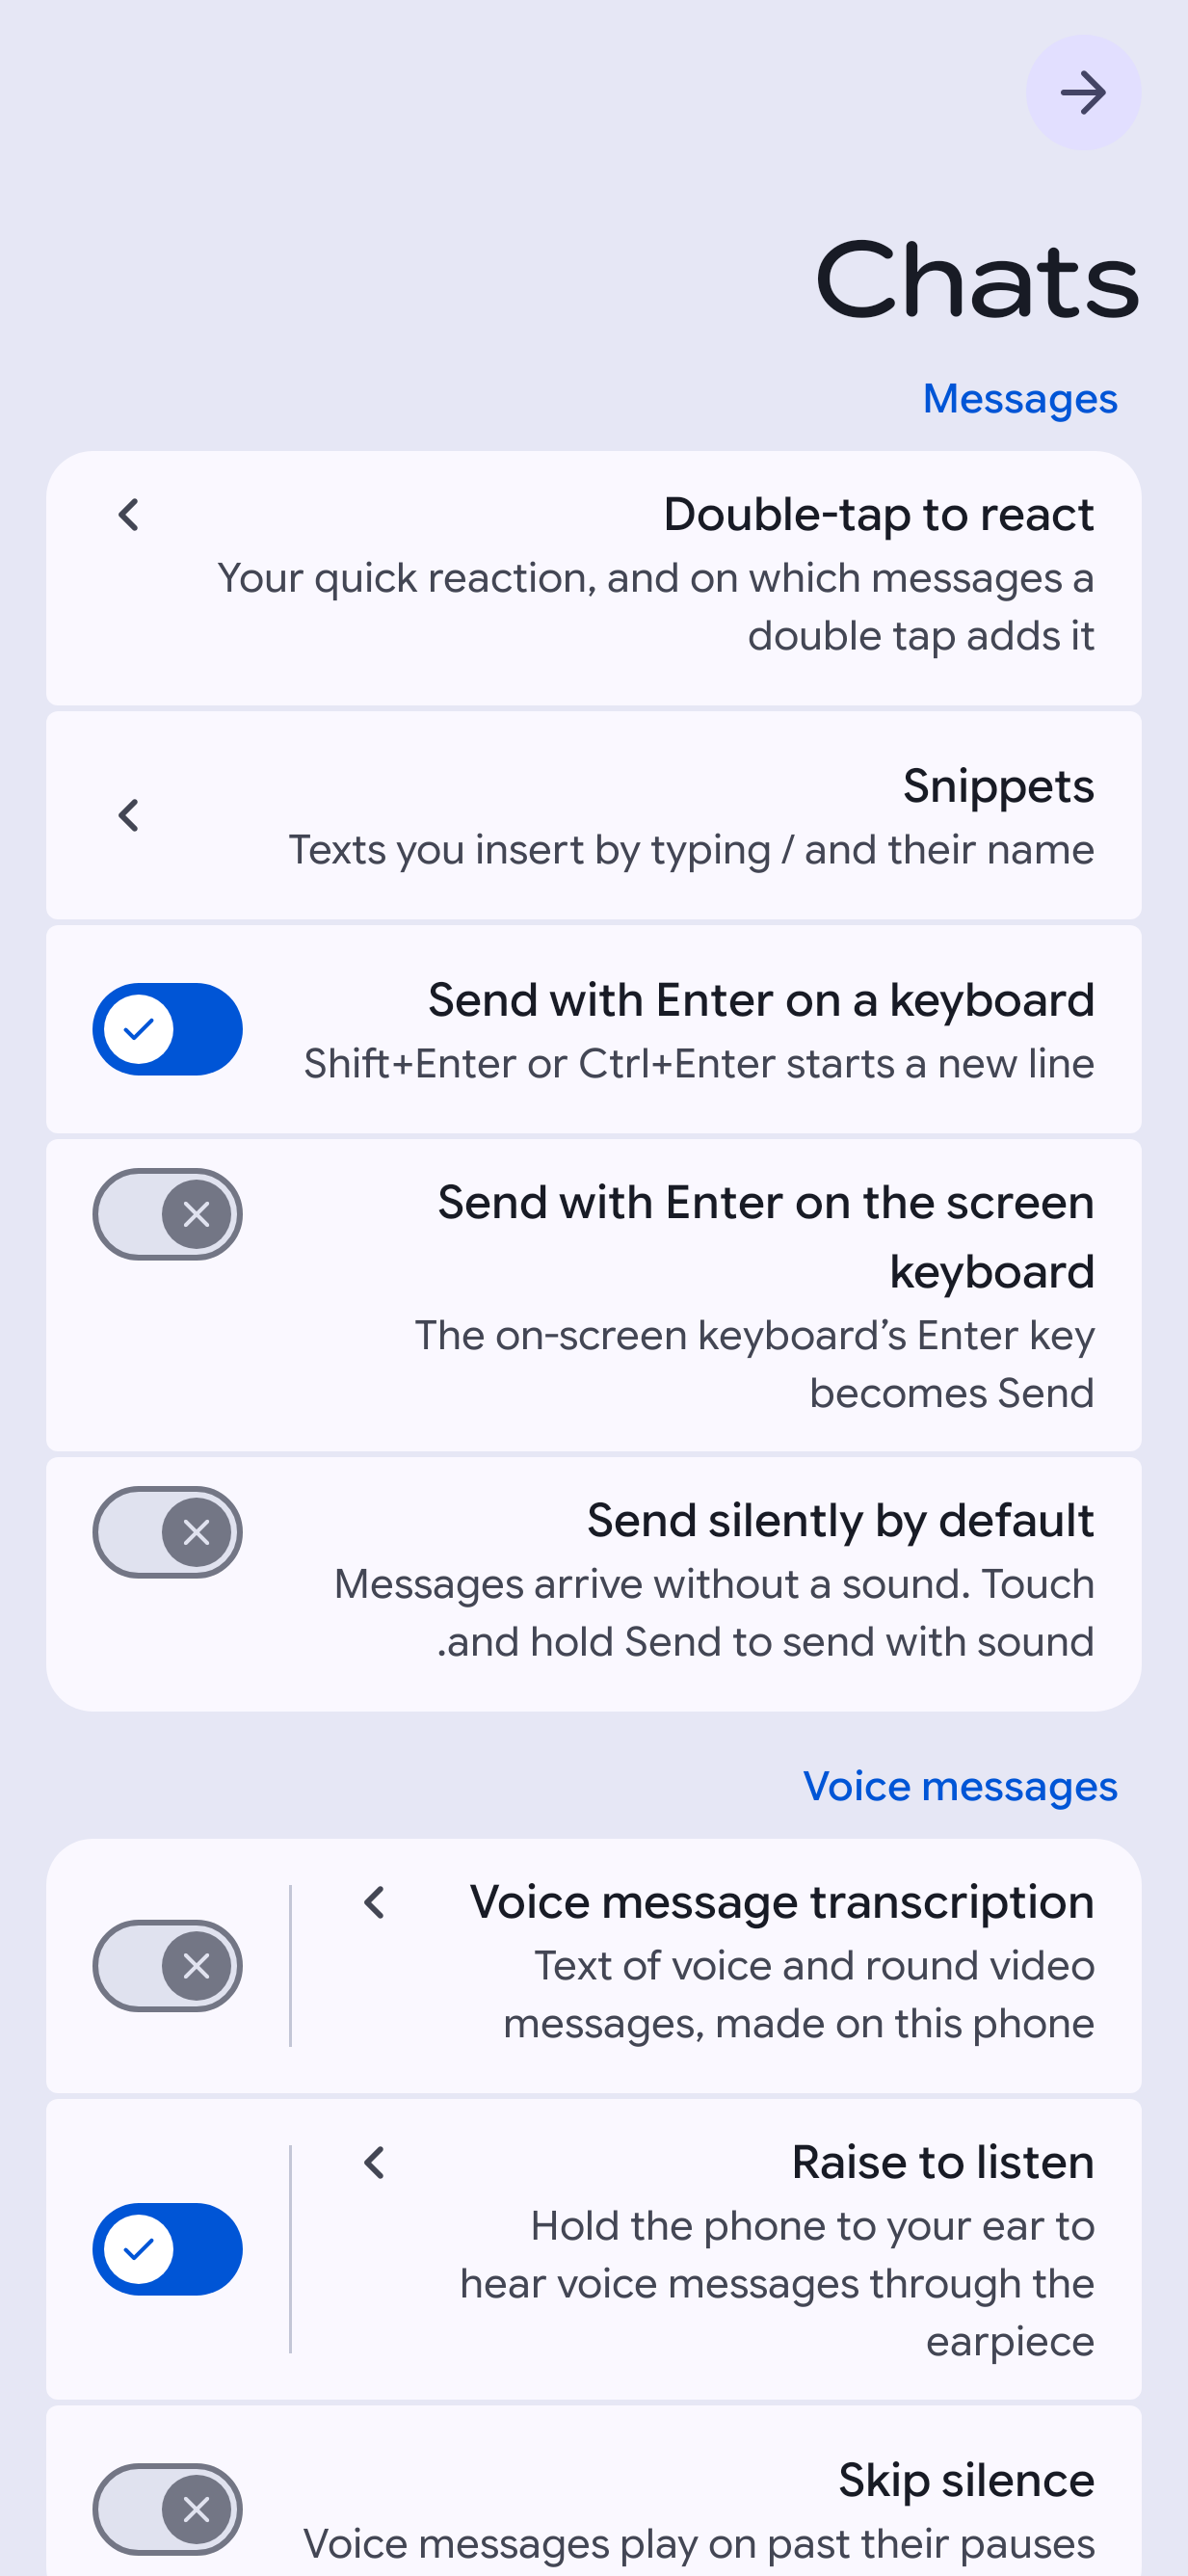 Chats
Messages
Double-tap to react
Your quick reaction, and on which messages a
double tap adds it
Snippets
Texts you insert by typing / and their name
Send with Enter on a keyboard
Shift+Enter or Ctrl+Enter starts a new line
Send with Enter on the screen
keyboard
The on-screen keyboard’s Enter key
becomes Send
Send silently by default
Messages arrive without a sound. Touch
.and hold Send to send with sound
Voice messages
Voice message transcription
Text of voice and round video
messages, made on this phone
Raise to listen
Hold the phone to your ear to
hear voice messages through the
earpiece
Skip silence
Voice messages play on past their pauses